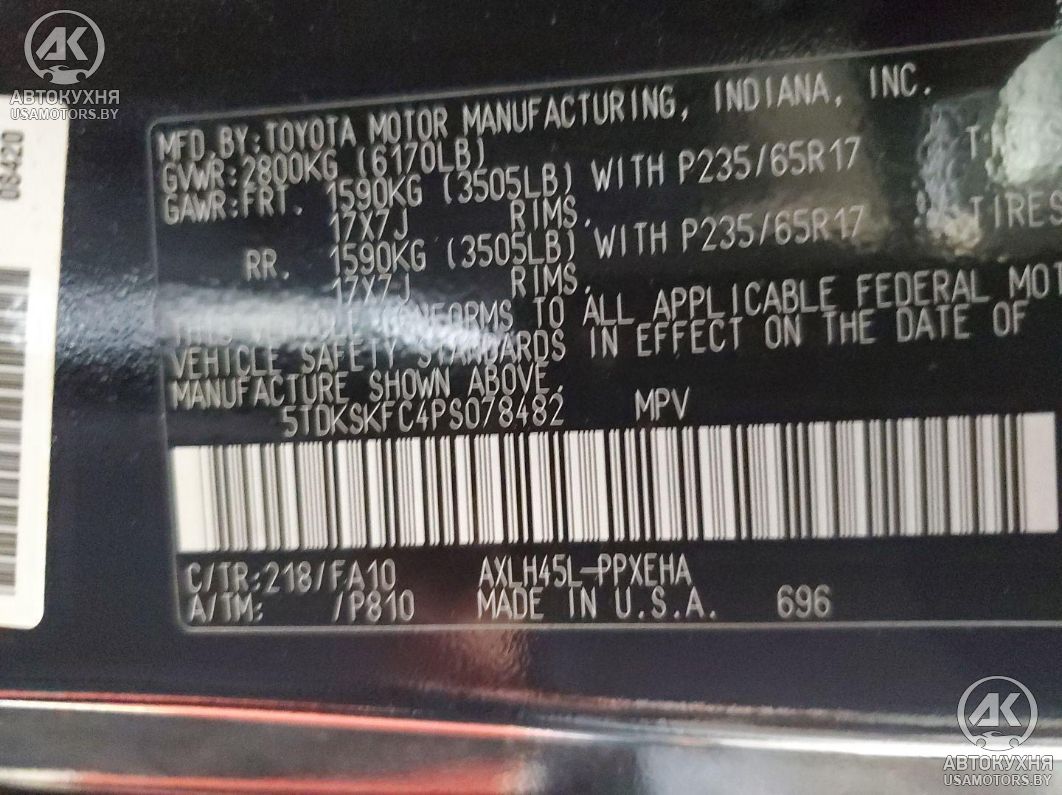 AK
АВТОКУХНЯ
USAMOTORS.BY
0S420
MFD.BY:TOYOTA MOTOR MANUFACTURING, INDIANA, INC.
GVWR:2800KG (6170LB)
GAWR:FRT. 1590KG (3505LB) WITH P235/65R17
17X7J RIMS.
RR. 1590KG (3505LB) WITH P235/65R17 TIRES
17X7J RIMS.
CONFORMS TO ALL APPLICABLE FEDERAL MOT
VEHICLE SAFETY STANDARDS IN EFFECT ON THE DATE OF
MANUFACTURE SHOWN ABOVE.
5TDKSKFC4PS078482 MPV
C/TR:218/FA10 AXLH45L-PPXEHA
A/TM: /P810 MADE IN U.S.A. 696
AK
АВТОКУХНЯ
USAMOTORS.BY